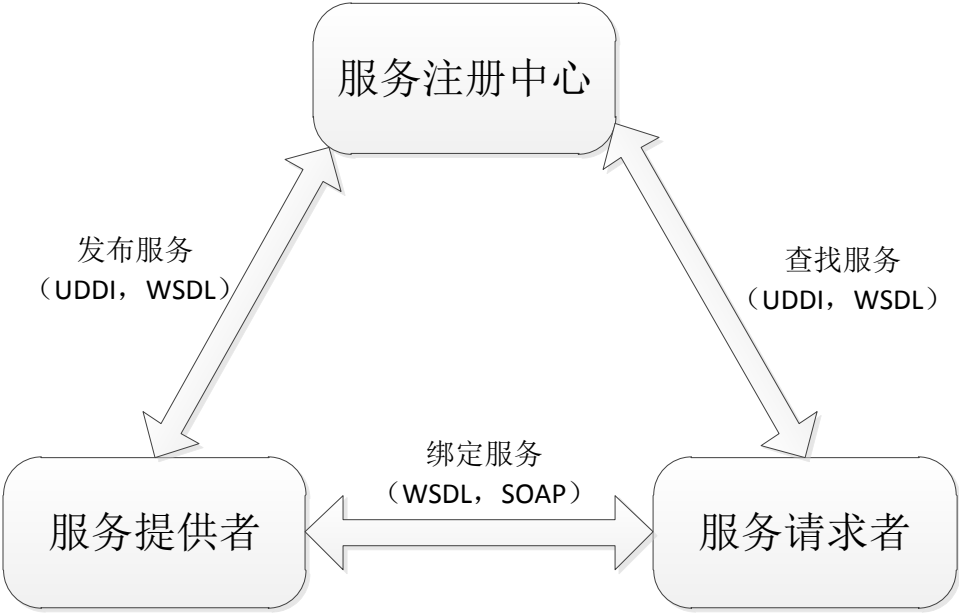 服务注册中心
发布服务
（UDDI，WSDL）
查找服务
（UDDI，WSDL）
绑定服务
（WSDL，SOAP）
服务提供者
服务请求者